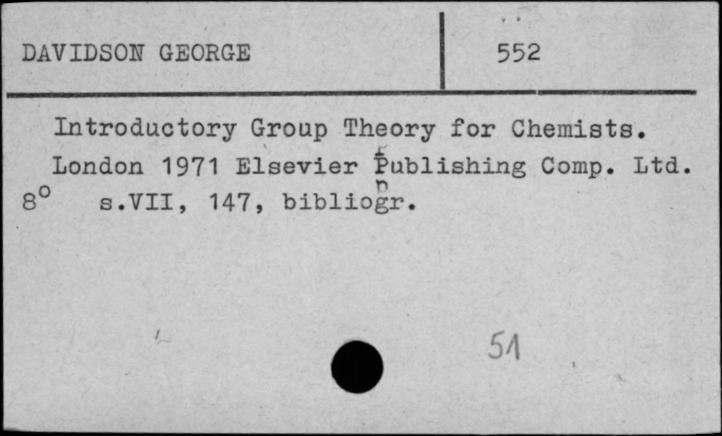 DAVIDSON GEORGE 552
Introductory Group Theory for Chemists.
London 1971 Elsevier Publishing Comp. Ltd.
8° s.VII, 147, bibliogr.
51